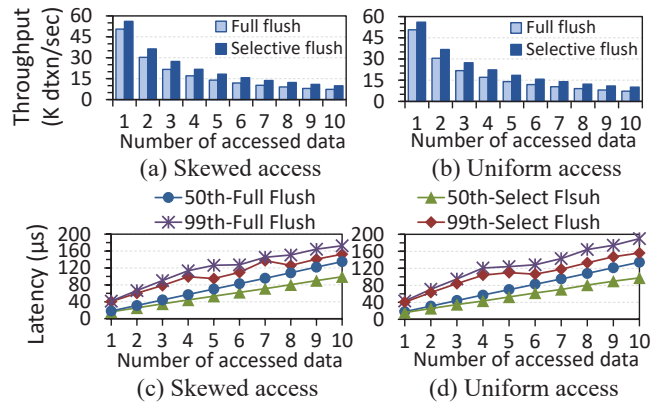 Throughput
(K dtxn/sec)
60
45
30
15
0
Full flush
Selective flush
1 2 3 4 5 6 7 8 9 10
Number of accessed data
(a) Skewed access
60
45
30
15
0
Full flush
Selective flush
1 2 3 4 5 6 7 8 9 10
Number of accessed data
(b) Uniform access
50th-Full Flush
50th-Select Flsuh
99th-Full Flush
99th-Select Flush
Latency (μs)
200
160
120
80
40
0
1 2 3 4 5 6 7 8 9 10
Number of accessed data
(c) Skewed access
200
160
120
80
40
0
1 2 3 4 5 6 7 8 9 10
Number of accessed data
(d) Uniform access